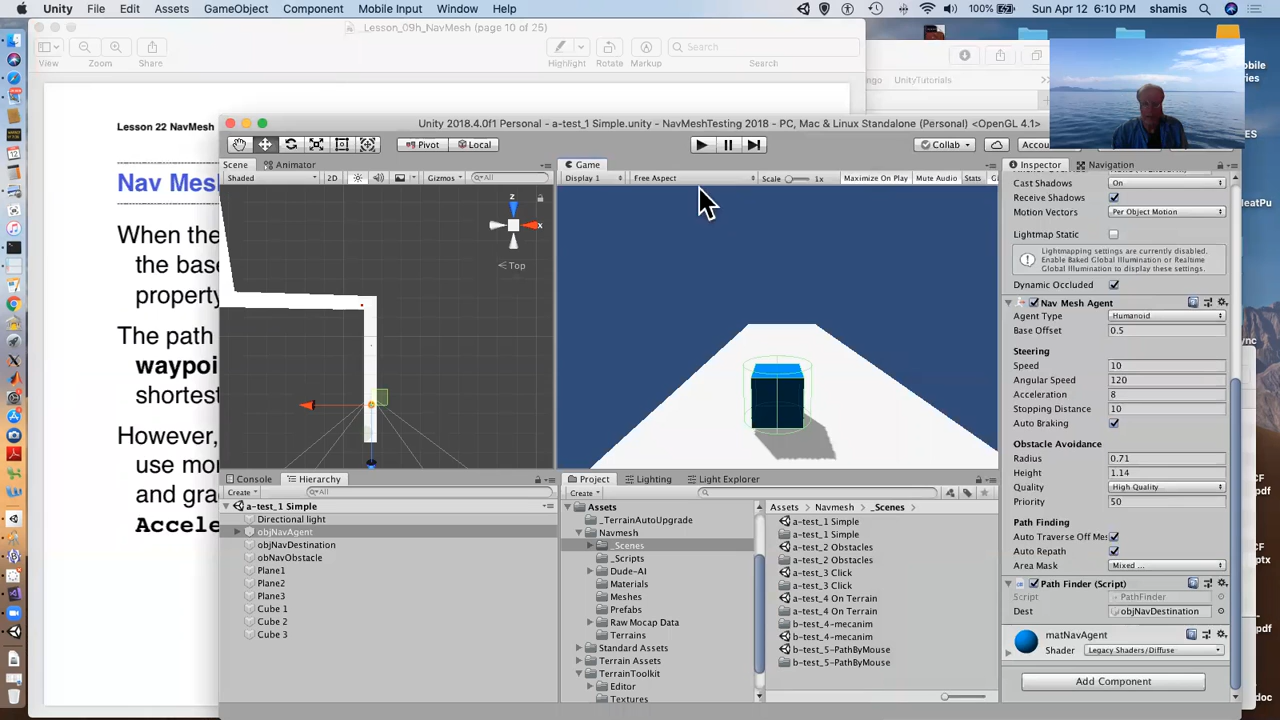 Unity File Edit Assets GameObject Component Mobile Input Window Help 100% Sun Apr 12 6:10 PM shamis
Lesson_09h_NavMesh (page 10 of 25)
View Zoom Share Highlight Rotate Markup Search
Search
UnityTutorials
Lesson 22 NavMesh
Nav Mes
When the
the base
property
The path
waypoi
shortest
However,
use mor
and gra
Accele
Unity 2018.4.0f1 Personal - a-test_1 Simple.unity - NavMeshTesting 2018 - PC, Mac & Linux Standalone (Personal) <OpenGL 4.1>
Pivot Local Collab Accou
Scene Animator
Shaded 2D Gizmos All
z
x
Top
Game
Display 1 Free Aspect Scale 1x Maximize On Play Mute Audio Stats G
Console Hierarchy
Create All
a-test_1 Simple
Directional light
objNavAgent
objNavDestination
obNavObstacle
Plane1
Plane2
Plane3
Cube 1
Cube 2
Cube 3
Project Lighting Light Explorer
Create
Assets
_TerrainAutoUpgrade
Navmesh
_Scenes
_Scripts
Dude-AI
Materials
Meshes
Prefabs
Raw Mocap Data
Terrains
Standard Assets
Terrain Assets
TerrainToolkit
Editor
Textures
Assets Navmesh _Scenes
a-test_1 Simple
a-test_1 Simple
a-test_2 Obstacles
a-test_2 Obstacles
a-test_3 Click
a-test_3 Click
a-test_4 On Terrain
a-test_4 On Terrain
b-test_4-mecanim
b-test_4-mecanim
b-test_5-PathByMouse
b-test_5-PathByMouse
Inspector Navigation
Cast Shadows On
Receive Shadows
Motion Vectors Per Object Motion
Lightmap Static
Lightmapping settings are currently disabled.
Enable Baked Global Illumination or Realtime
Global Illumination to display these settings.
Dynamic Occluded
Nav Mesh Agent
Agent Type Humanoid
Base Offset 0.5
Steering
Speed 10
Angular Speed 120
Acceleration 8
Stopping Distance 10
Auto Braking
Obstacle Avoidance
Radius 0.71
Height 1.14
Quality High Quality...
Priority 50
Path Finding
Auto Traverse Off Mes
Auto Repath
Area Mask Mixed ...
Path Finder (Script)
Script PathFinder
Dest objNavDestination
matNavAgent
Shader Legacy Shaders/Diffuse
Add Component